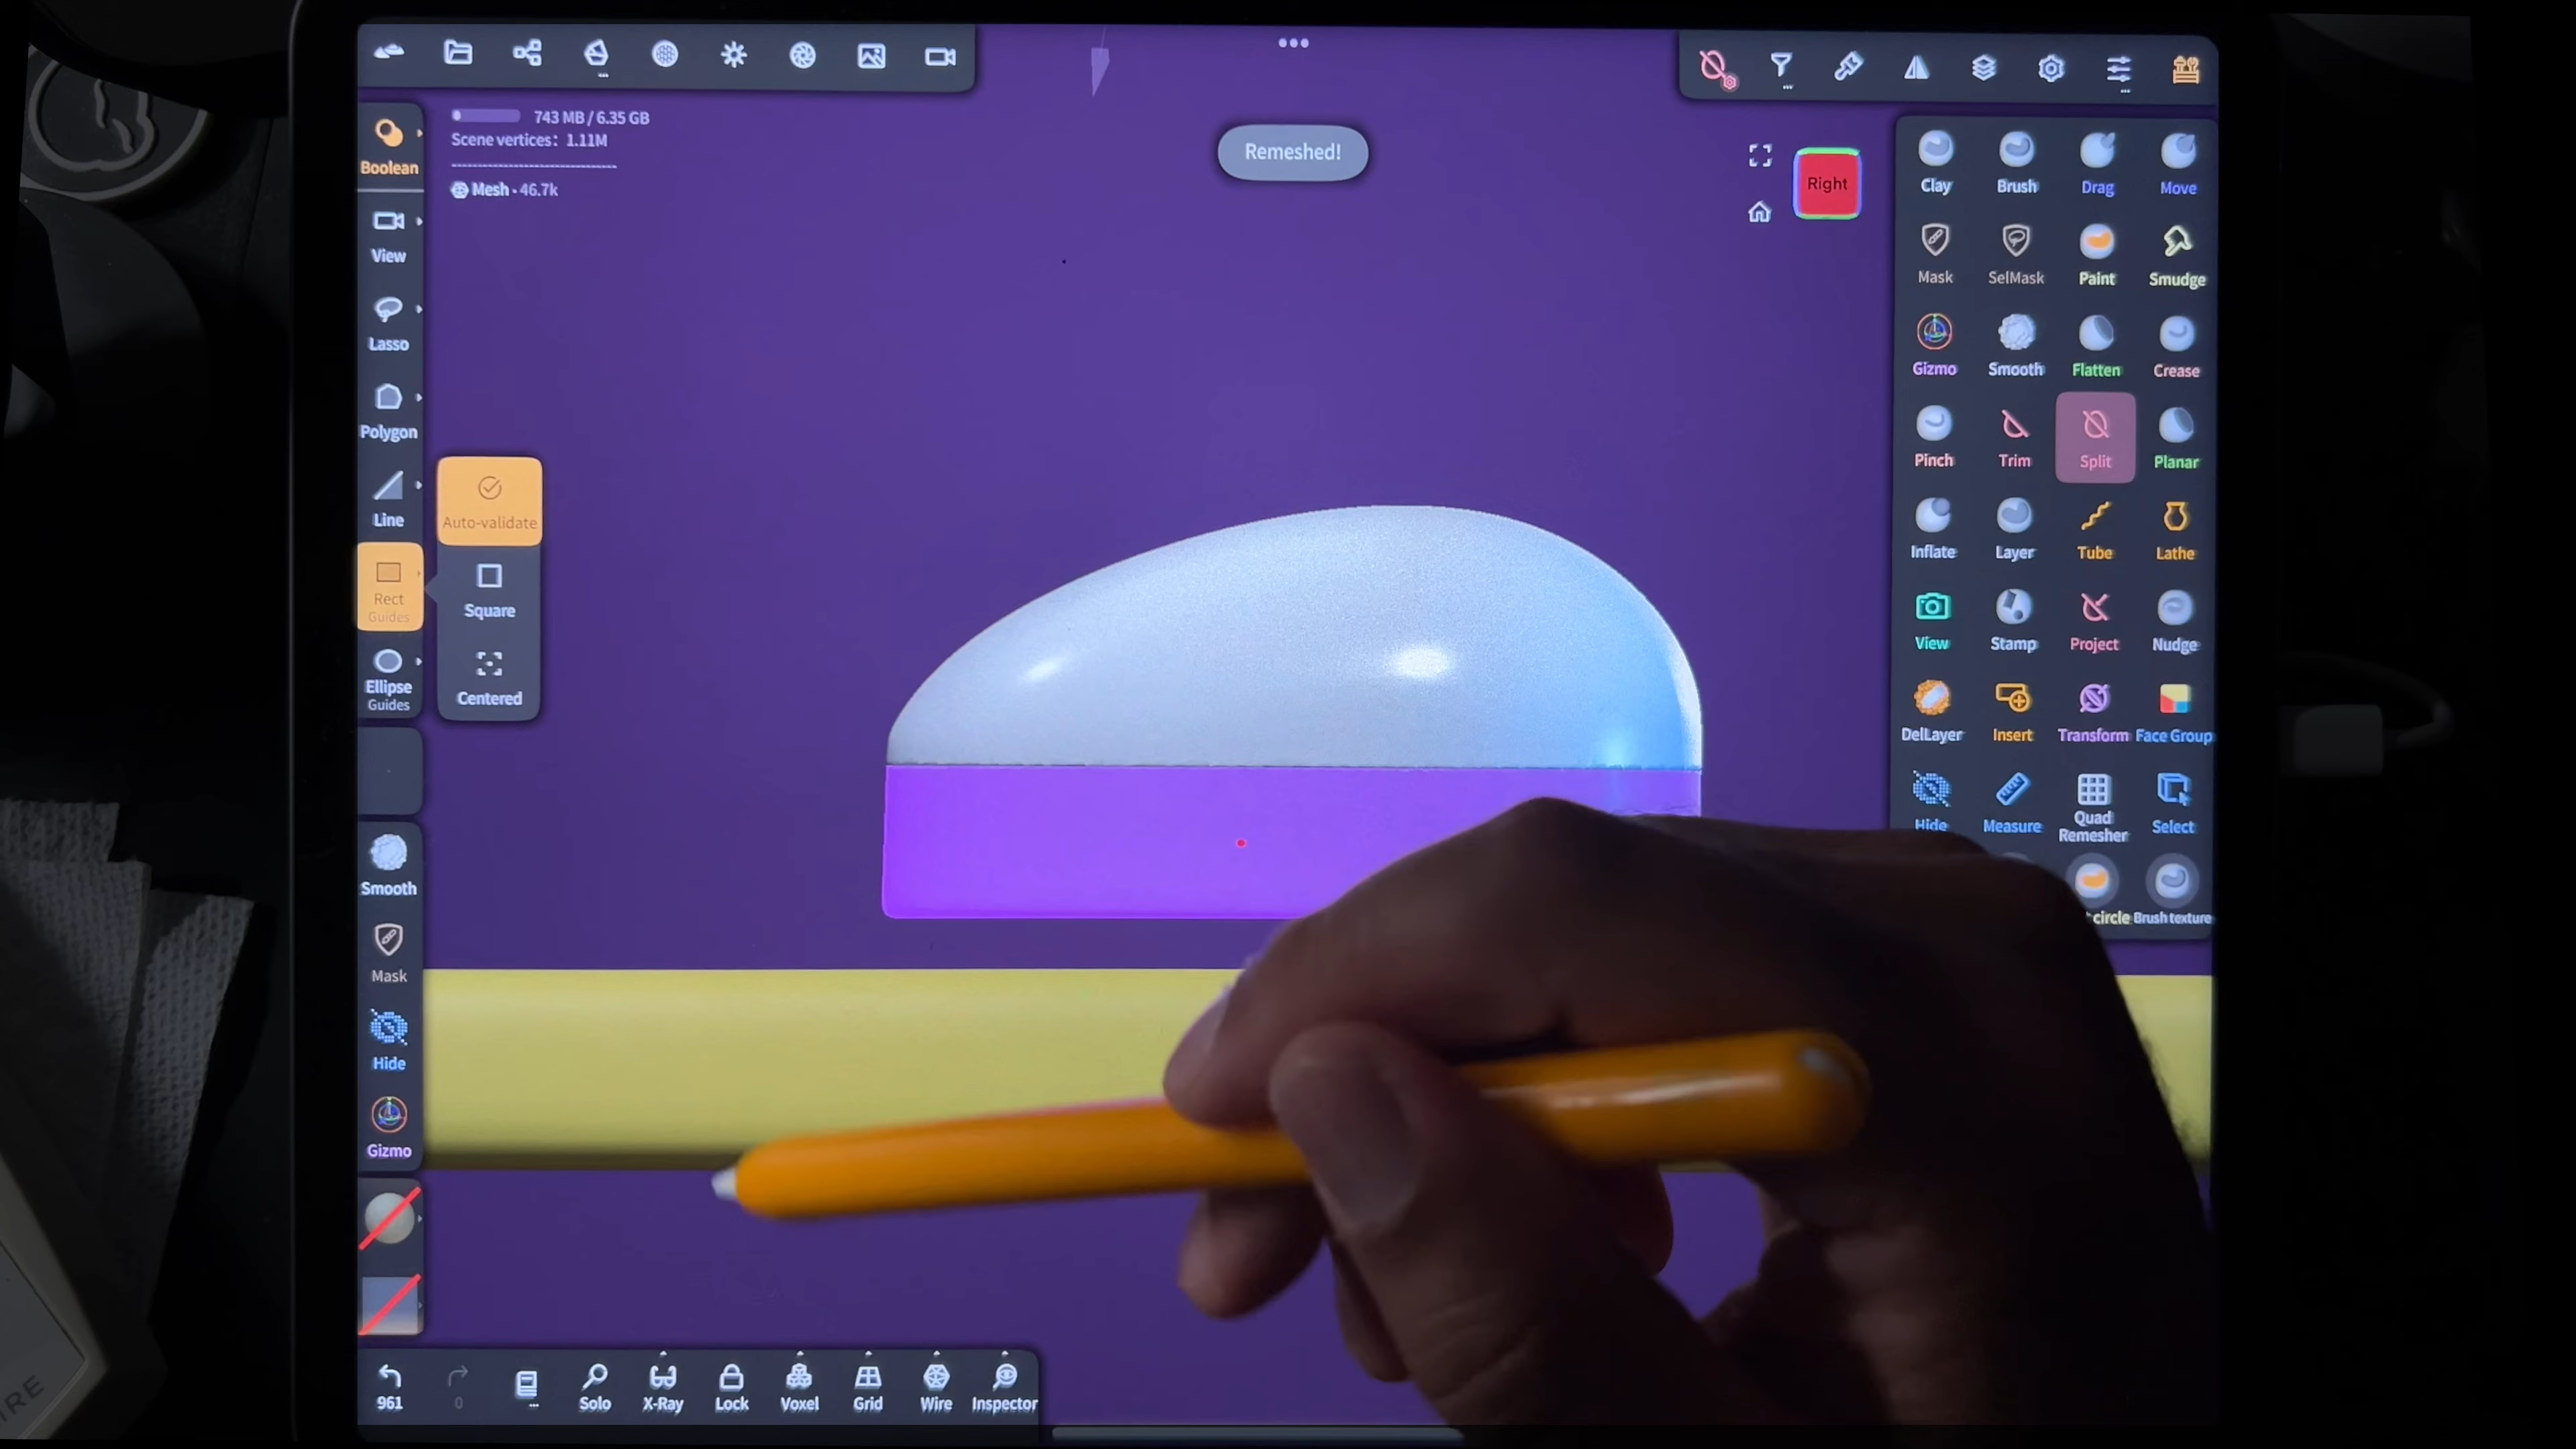 743 MB / 6.35 GB
Scene vertices: 1.11M
Mesh • 46.7k
Remeshed!
Right
Boolean
View
Lasso
Polygon
Line
Rect
Guides
Ellipse
Guides
Auto-validate
Square
Centered
Smooth
Mask
Hide
Gizmo
Clay Brush Drag Move
Mask SelMask Paint Smudge
Gizmo Smooth Flatten Crease
Pinch Trim Split Planar
Inflate Layer Tube Lathe
View Stamp Project Nudge
DelLayer Insert Transform Face Group
Hide Measure Quad Remesher Select
circle Brush texture
961 0 Solo X-Ray Lock Voxel Grid Wire Inspector